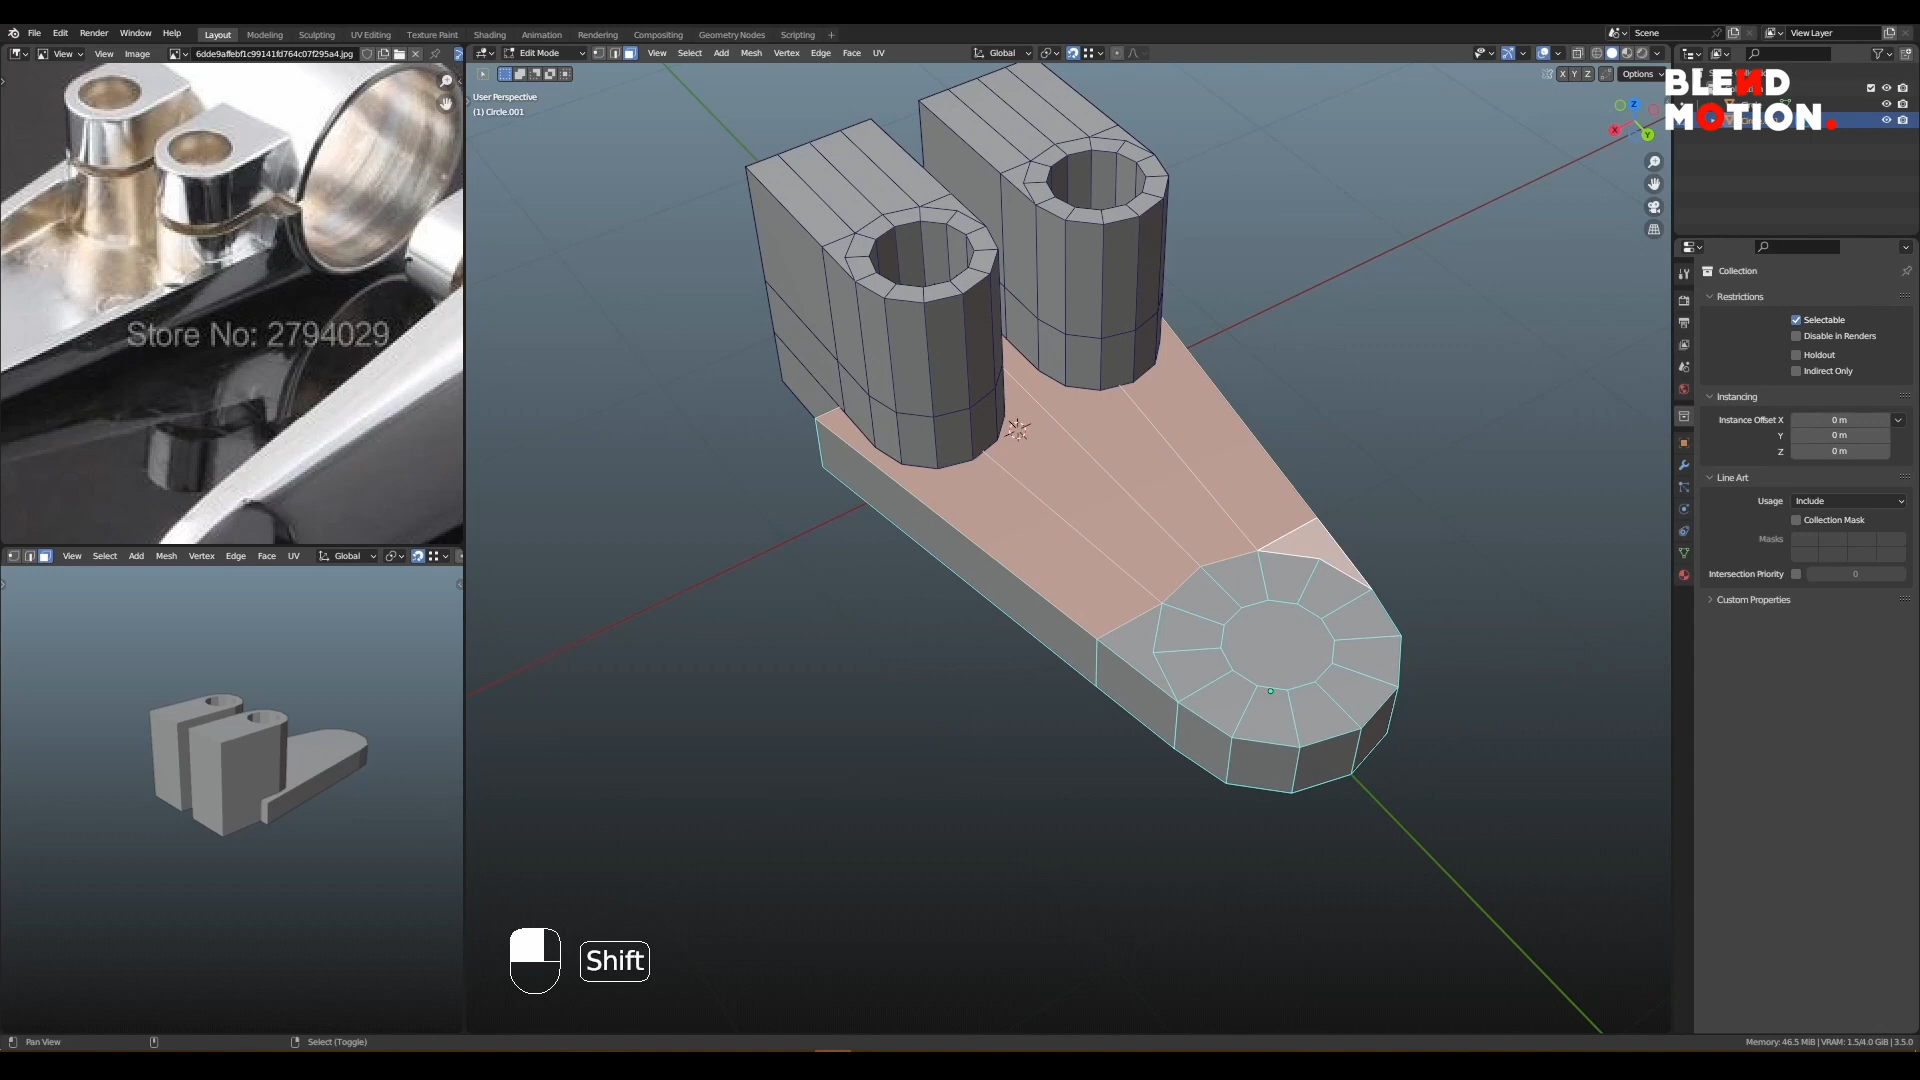 File Edit Render Window Help Layout Modeling Sculpting UV Editing Texture Paint Shading Animation Rendering Compositing Geometry Nodes Scripting + Scene View Layer
View View Image 6dde9affebf1c99141fd764c07f295a4.jpg Edit Mode View Select Add Mesh Vertex Edge Face UV Global
X Y Z Options
User Perspective
(1) Circle.001
BLEND
MOTION.
Z
X
Y
Collection
Restrictions
Selectable
Disable in Renders
Holdout
Indirect Only
Instancing
Instance Offset X 0 m
Y 0 m
Z 0 m
Line Art
Usage Include
Collection Mask
Masks
Intersection Priority 0
Custom Properties
Store No: 2794029
View Select Add Mesh Vertex Edge Face UV Global
Shift
Pan View Select (Toggle) Memory: 46.5 MiB | VRAM: 1.5/4.0 GiB | 3.5.0